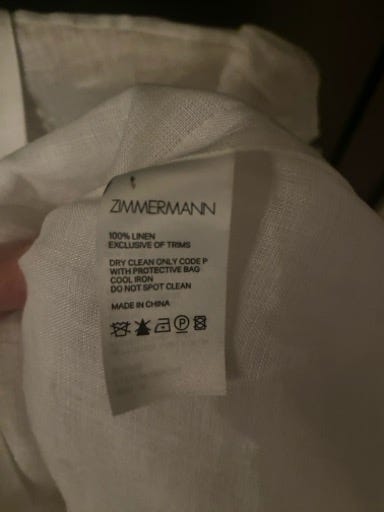 ZIMMERMANN
100% LINEN
EXCLUSIVE OF TRIMS
DRY CLEAN ONLY CODE P
WITH PROTECTIVE BAG
COOL IRON
DO NOT SPOT CLEAN
MADE IN CHINA
P